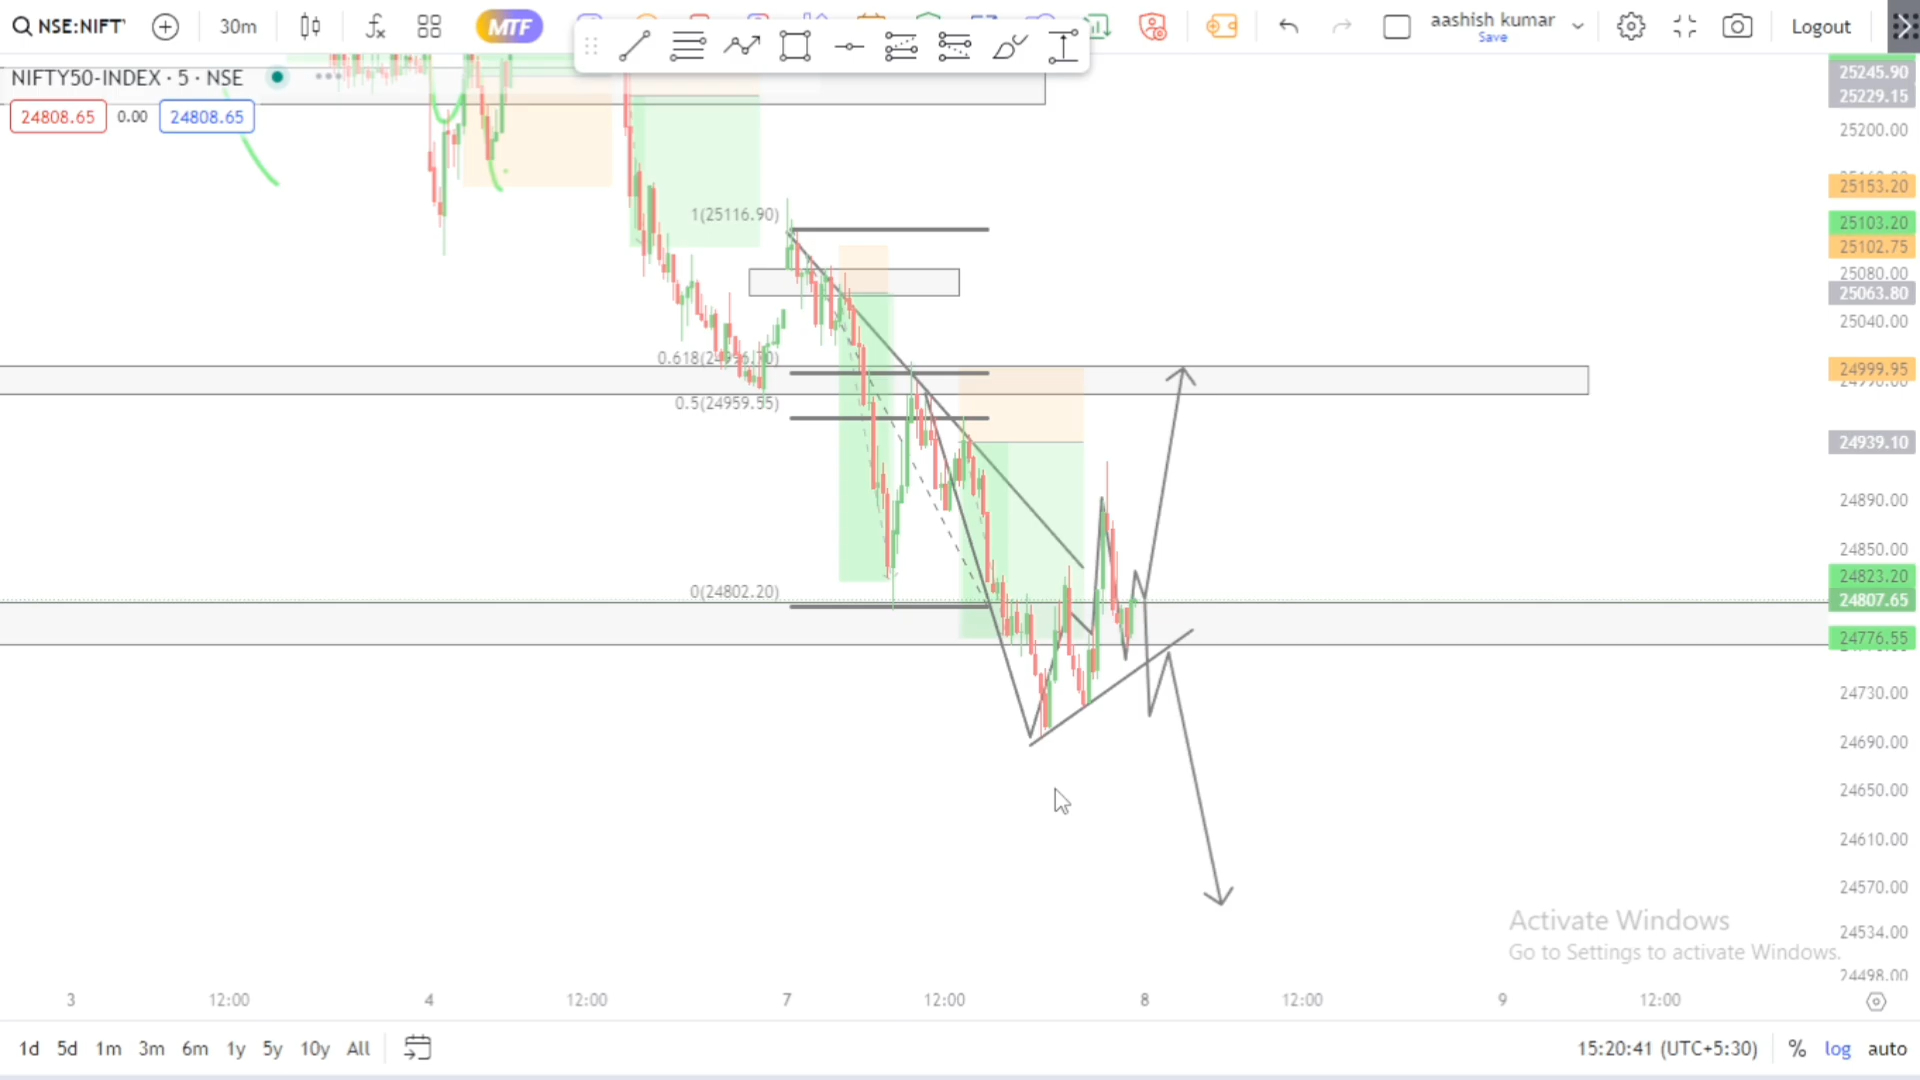 NSE:NIFT
30m
MTF
aashish kumar
Save
Logout
NIFTY50-INDEX · 5 · NSE
24808.65 0.00 24808.65
25245.90
25229.15
25200.00
25153.20
1(25116.90)
25103.20
25102.75
25080.00
25063.80
25040.00
24999.95
0.5(24959.55)
24939.10
24890.00
24850.00
24823.20
0(24802.20)
24807.65
24776.55
24730.00
24690.00
24650.00
24610.00
24570.00
24534.00
24498.00
Activate Windows
Go to Settings to activate Windows.
3 12:00 4 12:00 7 12:00 8 12:00 9 12:00
1d 5d 1m 3m 6m 1y 5y 10y All
15:20:41 (UTC+5:30) % log auto